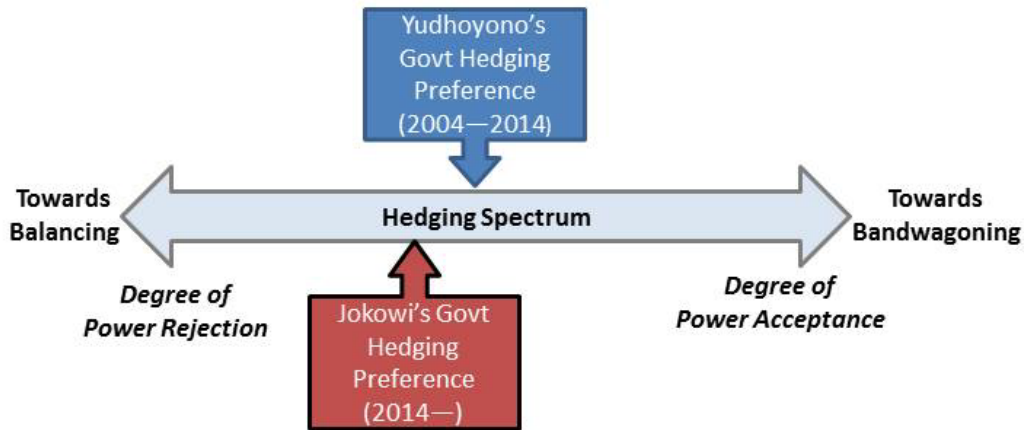 Yudhoyono's
Govt Hedging
Preference
(2004—2014)
Towards
Balancing
Hedging Spectrum
Towards
Bandwagoning
Degree of
Power Rejection
Degree of
Power Acceptance
Jokowi's Govt
Hedging
Preference
(2014—)